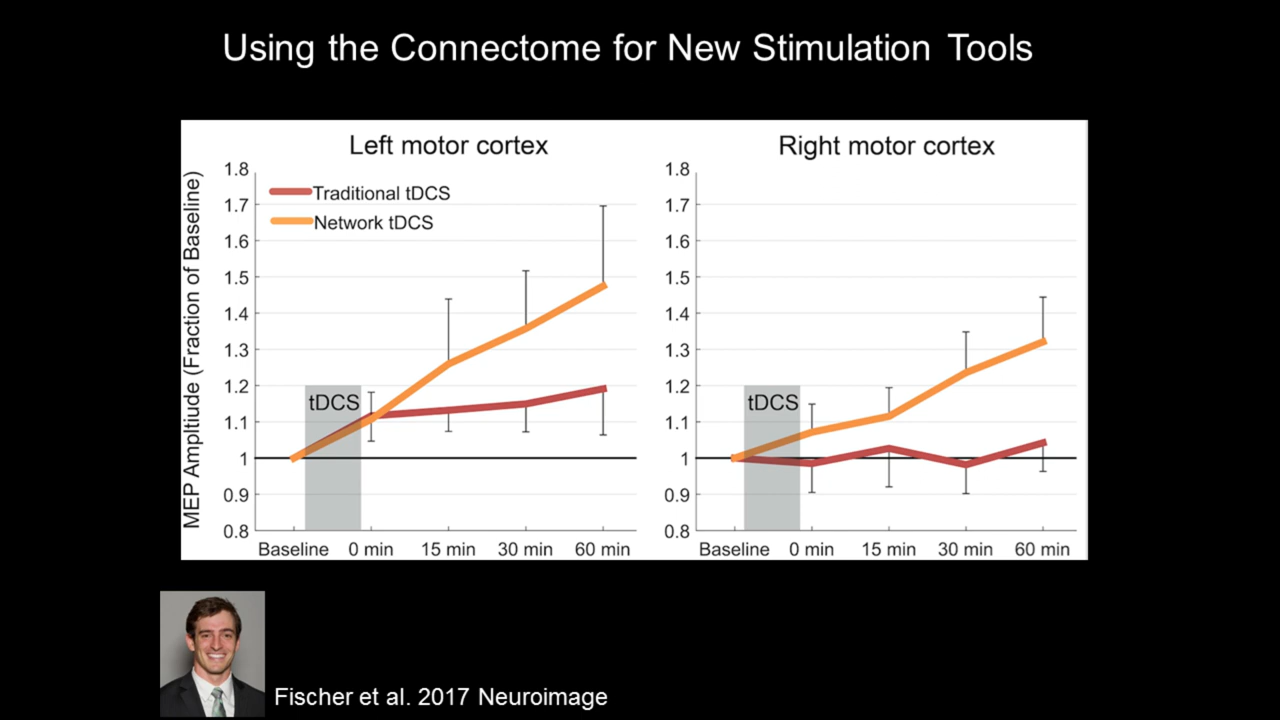 Using the Connectome for New Stimulation Tools
Left motor cortex
MEP Ampltiude (Fraction of Baseline)
1.8
1.7
1.6
1.5
1.4
1.3
1.2
1.1
1
0.9
0.8
Traditional tDCS
Network tDCS
tDCS
Baseline 0 min 15 min 30 min 60 min
Right motor cortex
1.8
1.7
1.6
1.5
1.4
1.3
1.2
1.1
1
0.9
0.8
tDCS
Baseline 0 min 15 min 30 min 60 min
Fischer et al. 2017 Neuroimage